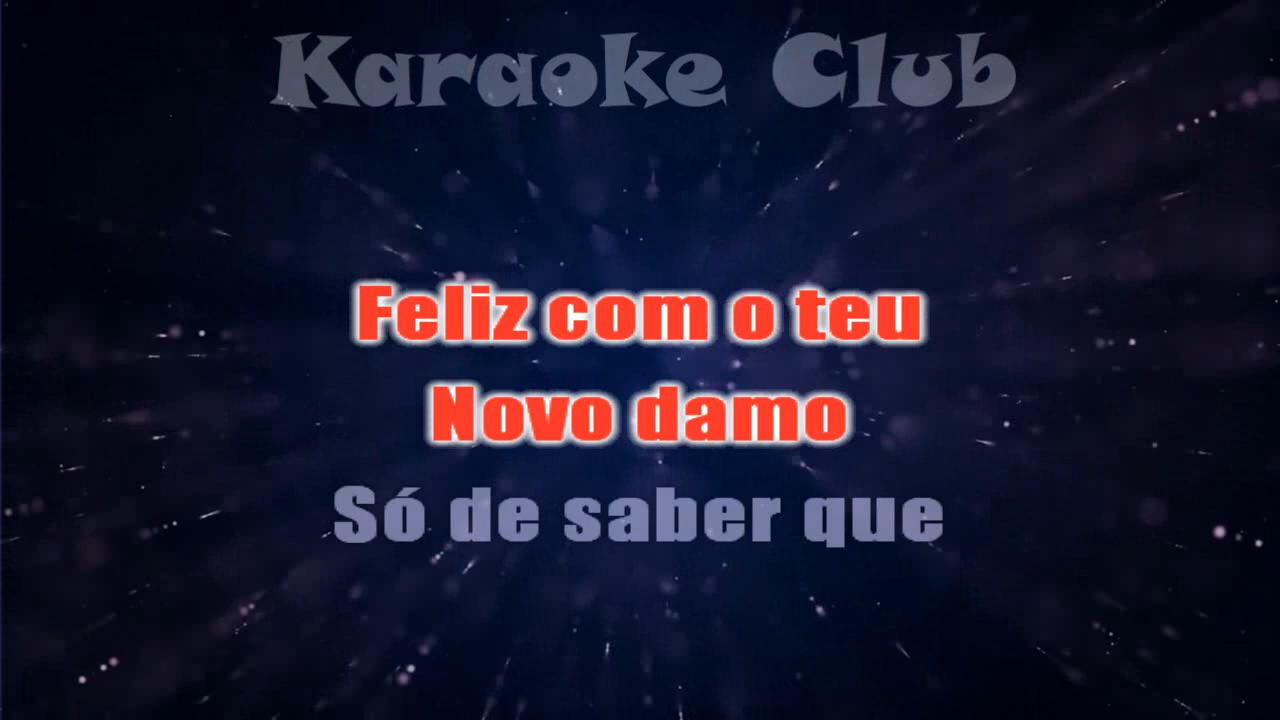 Karaoke Club
Feliz com o teu
Novo damo
Só de saber que